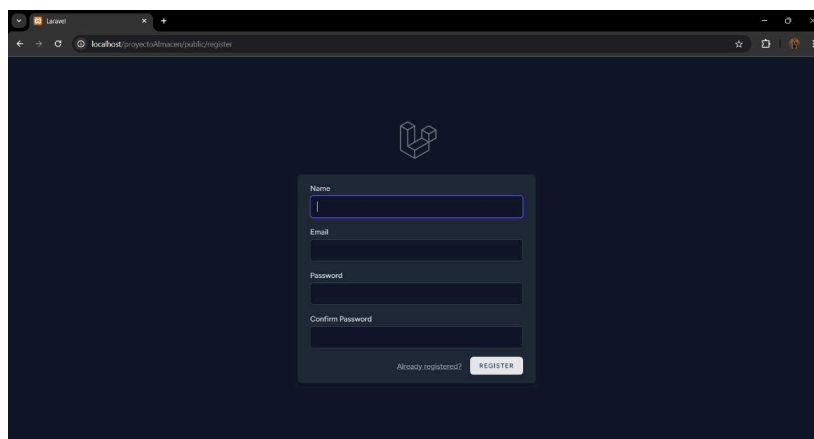 Laravel
localhost/proyectoAlmacen/public/register
Name
Email
Password
Confirm Password
Already registered? REGISTER